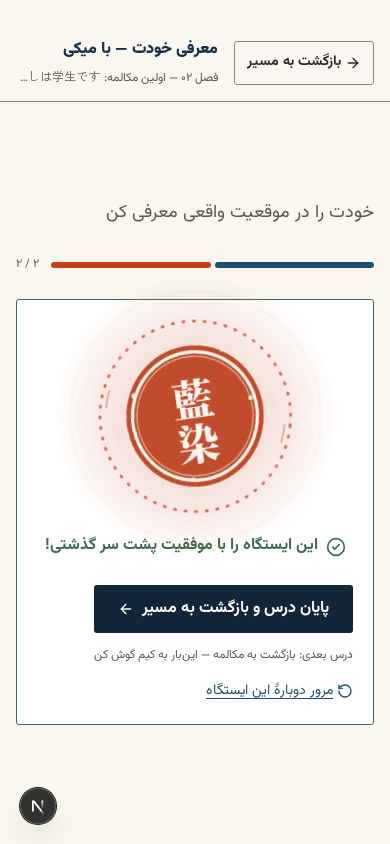 بازگشت به مسیر
معرفی خودت — با میکی
فصل ۰۲ — اولین مکالمه: しは学生です…
خودت را در موقعیت واقعی معرفی کن
۲ / ۲
藍染
این ایستگاه را با موفقیت پشت سر گذشتی!
پایان درس و بازگشت به مسیر
درس بعدی: بازگشت به مکالمه — این‌بار به کیم گوش کن
مرور دوبارهٔ این ایستگاه
N